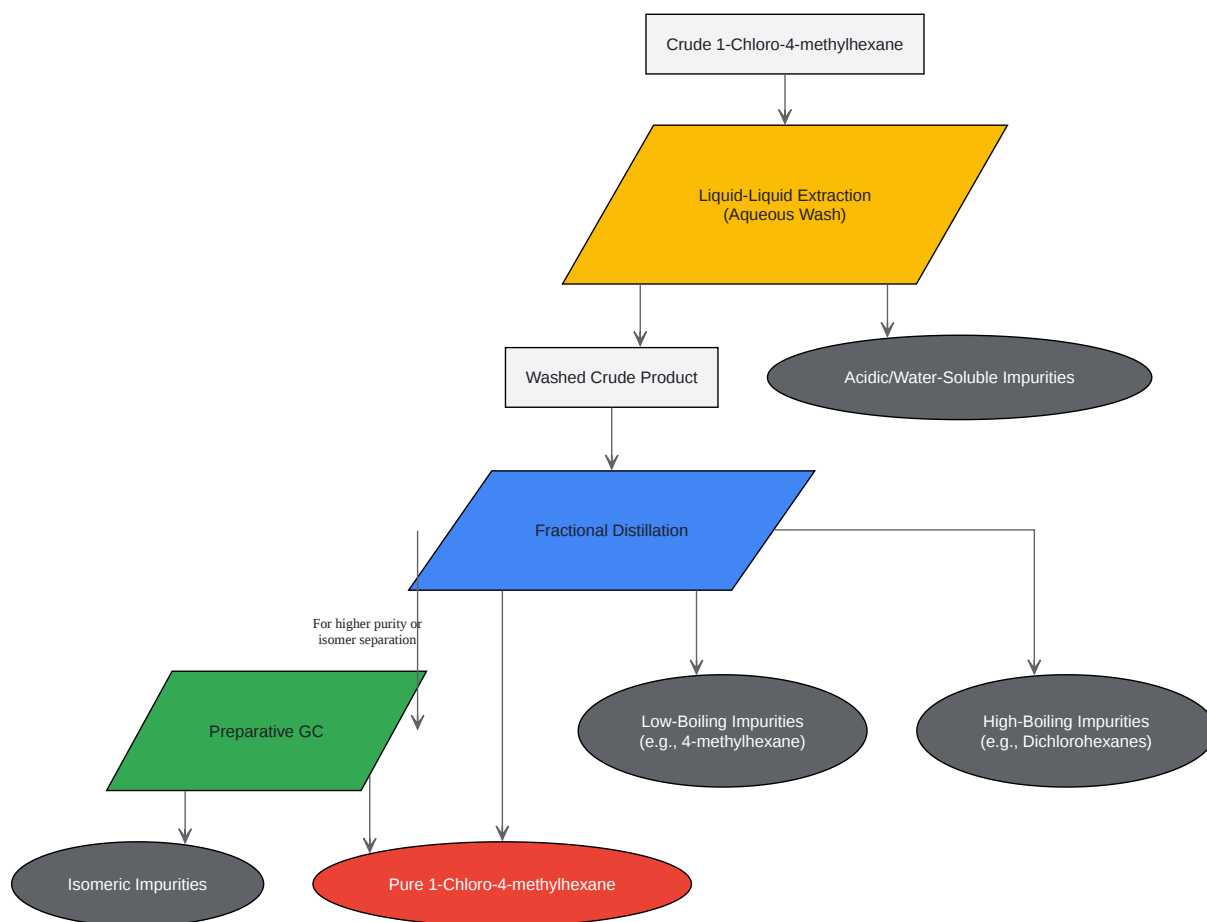 Crude 1-Chloro-4-methylhexane
Liquid-Liquid Extraction
(Aqueous Wash)
Washed Crude Product
Acidic/Water-Soluble Impurities
Fractional Distillation
For higher purity or
isomer separation
Preparative GC
Low-Boiling Impurities
(e.g., 4-methylhexane)
High-Boiling Impurities
(e.g., Dichlorohexanes)
Isomeric Impurities
Pure 1-Chloro-4-methylhexane